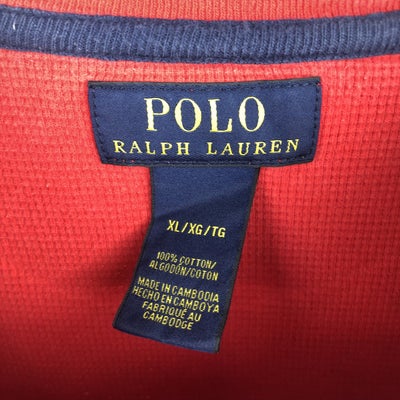 POLO
RALPH LAUREN
XL/XG/TG
100% COTTON/
ALGODÓN/COTON
MADE IN CAMBODIA
HECHO EN CAMBOYA
FABRIQUÉ AU
CAMBODGE